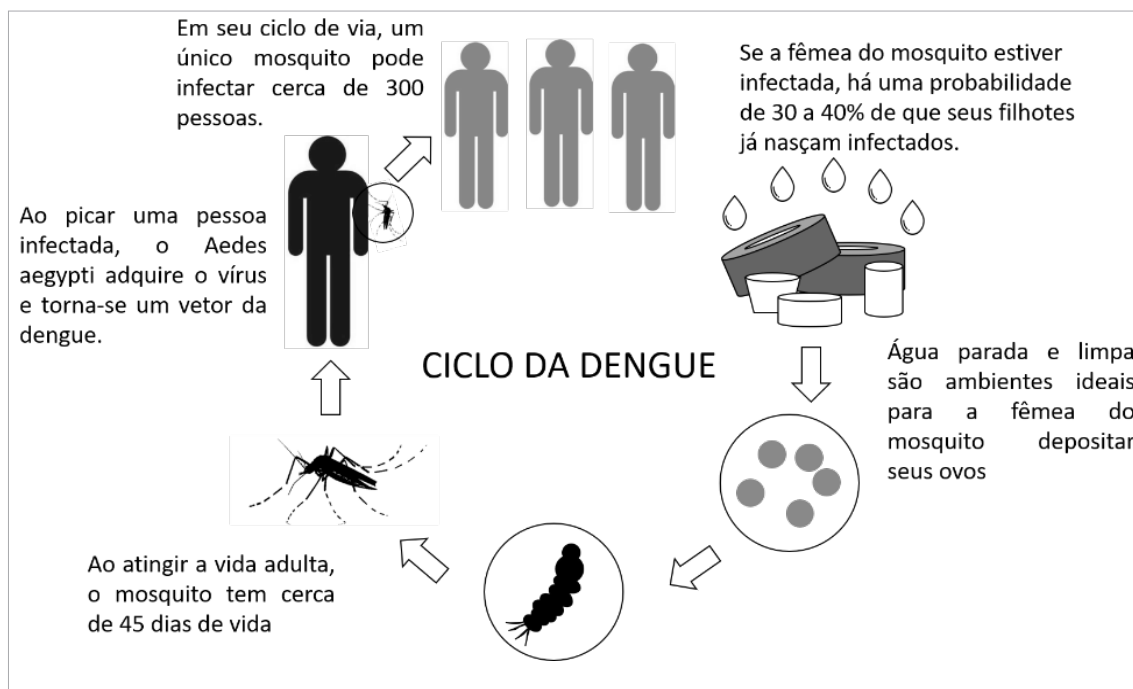 Em seu ciclo de via, um
único mosquito pode
infectar cerca de 300
pessoas.
Se a fêmea do mosquito estiver
infectada, há uma probabilidade
de 30 a 40% de que seus filhotes
já nasçam infectados.
Ao picar uma pessoa
infectada, o Aedes
aegypti adquire o vírus
e torna-se um vetor da
dengue.
CICLO DA DENGUE
Água parada e limpa
são ambientes ideais
para a fêmea do
mosquito depositar
seus ovos
Ao atingir a vida adulta,
o mosquito tem cerca
de 45 dias de vida